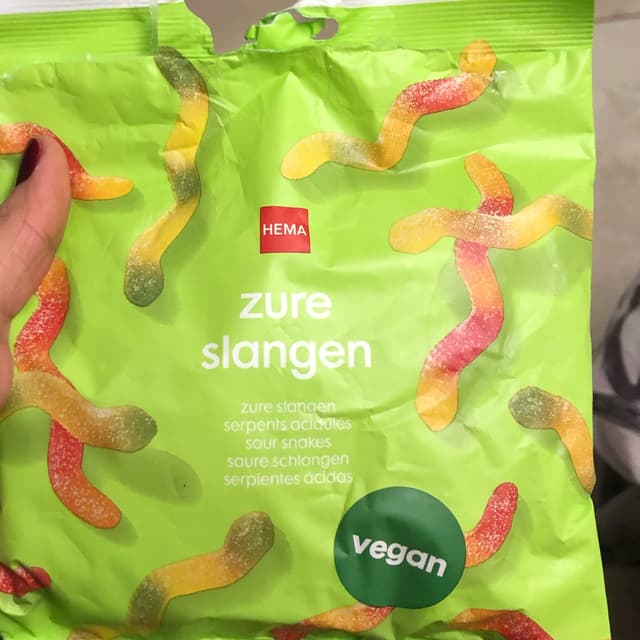 HEMA
zure
slangen
zure slangen
serpents acidulés
sour snakes
saure schlangen
serpientes ácidas
vegan